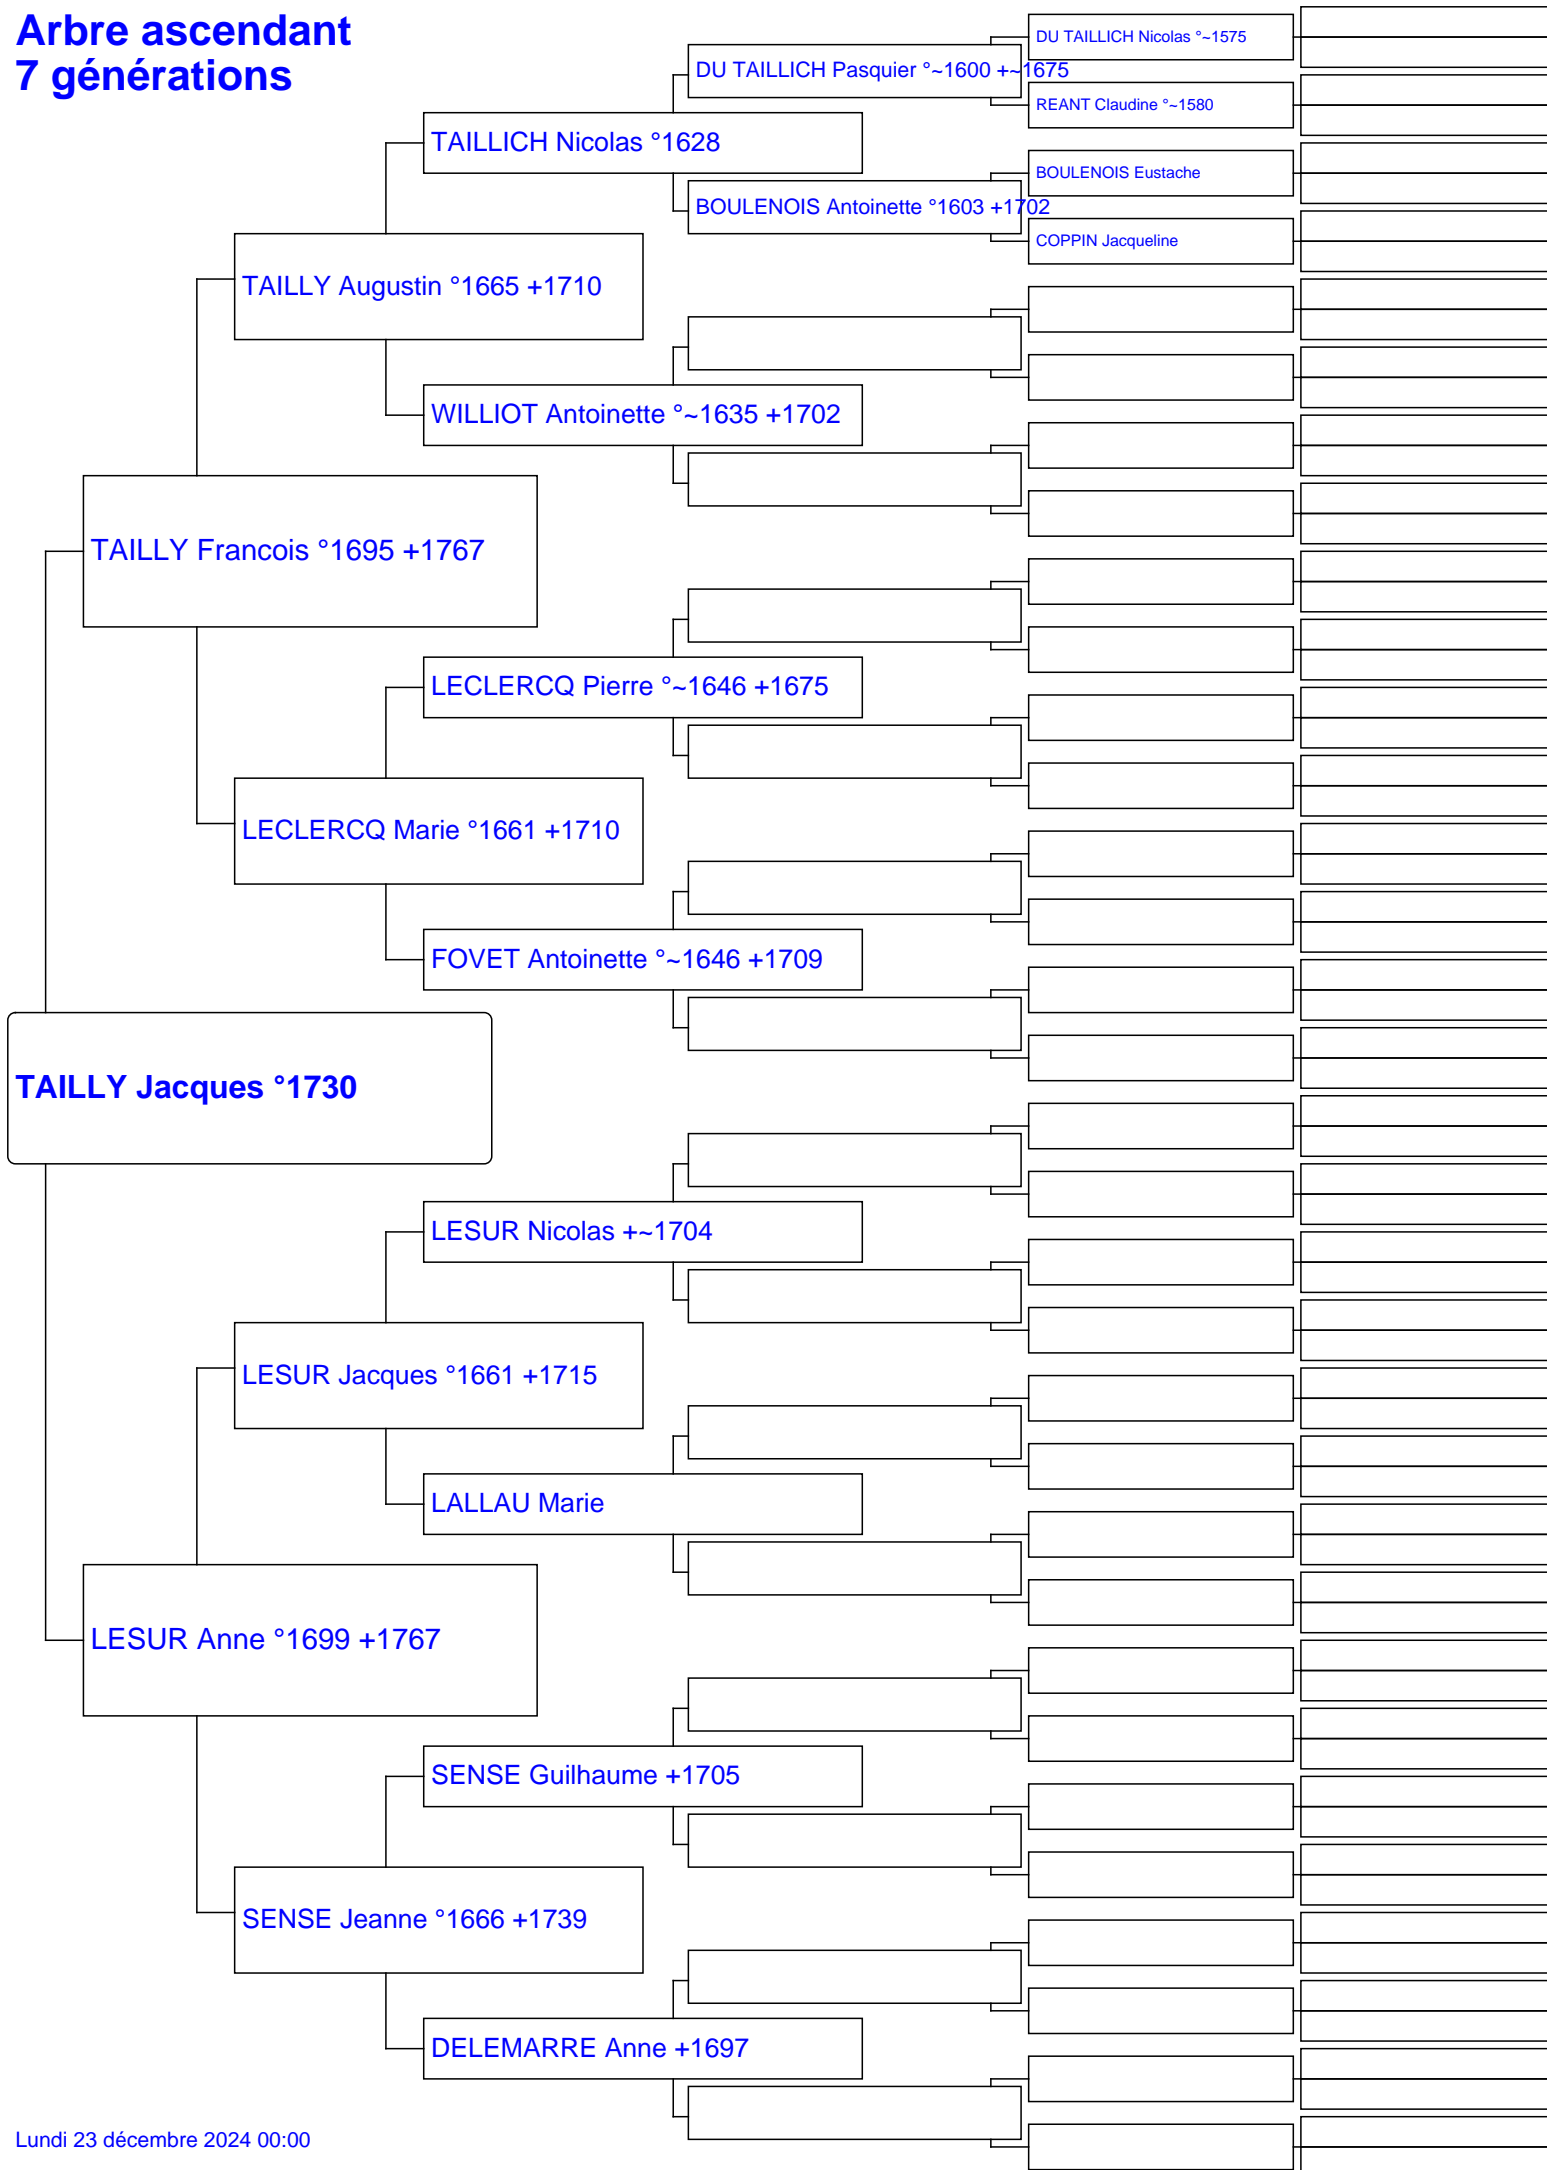 Arbre ascendant
7 générations
DU TAILLICH Nicolas °~1575
DU TAILLICH Pasquier °~1600 +~1675
REANT Claudine °~1580
TAILLICH Nicolas °1628
BOULENOIS Eustache
BOULENOIS Antoinette °1603 +1702
COPPIN Jacqueline
TAILLY Augustin °1665 +1710
WILLIOT Antoinette °~1635 +1702
TAILLY Francois °1695 +1767
LECLERCQ Pierre °~1646 +1675
LECLERCQ Marie °1661 +1710
FOVET Antoinette °~1646 +1709
TAILLY Jacques °1730
LESUR Nicolas +~1704
LESUR Jacques °1661 +1715
LALLAU Marie
LESUR Anne °1699 +1767
SENSE Guilhaume +1705
SENSE Jeanne °1666 +1739
DELEMARRE Anne +1697
Lundi 23 décembre 2024 00:00